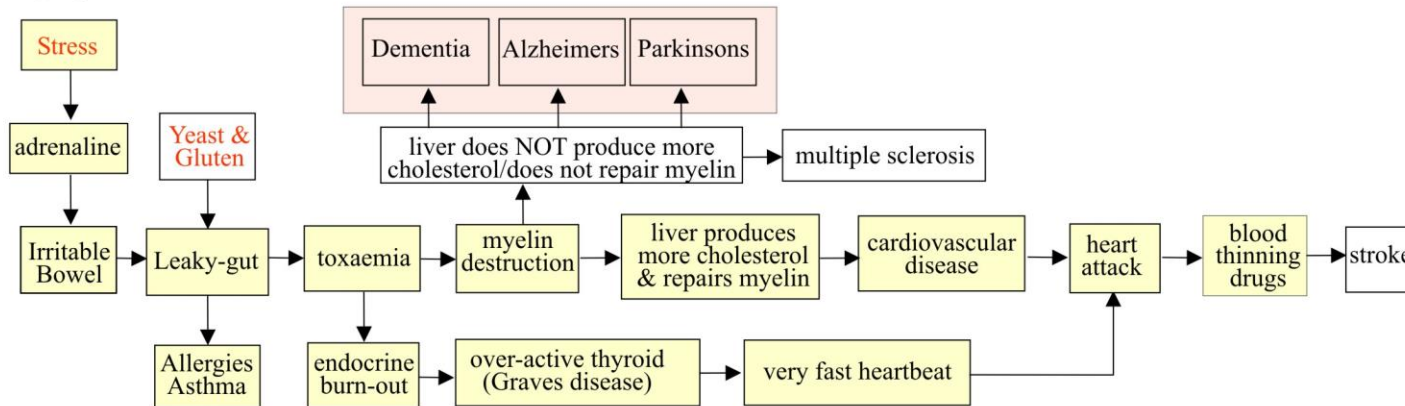 Stress
Dementia
Alzheimers
Parkinsons
adrenaline
Yeast &
Gluten
liver does NOT produce more
cholesterol/does not repair myelin
multiple sclerosis
Irritable
Bowel
Leaky-gut
toxaemia
myelin
destruction
liver produces
more cholesterol
& repairs myelin
cardiovascular
disease
heart
attack
blood
thinning
drugs
stroke
Allergies
Asthma
endocrine
burn-out
over-active thyroid
(Graves disease)
very fast heartbeat